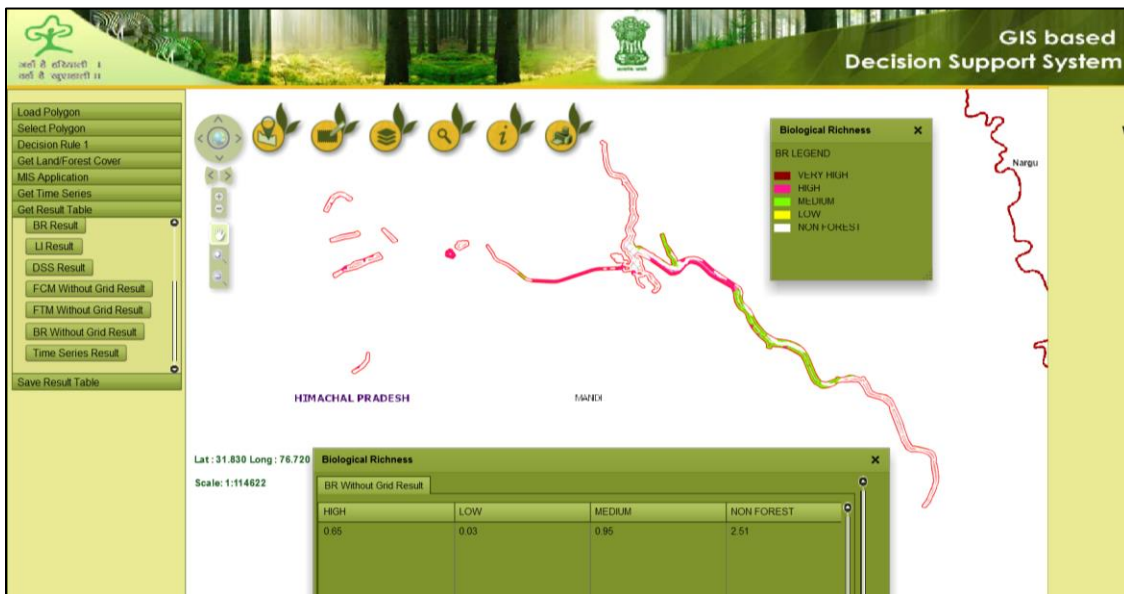 जहाँ है हरियाली ।
वहाँ है खुशहाली ॥
GIS based
Decision Support System
Load Polygon
Select Polygon
Decision Rule 1
Get Land/Forest Cover
MIS Application
Get Time Series
Get Result Table
BR Result
LI Result
DSS Result
FCM Without Grid Result
FTM Without Grid Result
BR Without Grid Result
Time Series Result
Save Result Table
Biological Richness
BR LEGEND
VERY HIGH
HIGH
MEDIUM
LOW
NON FOREST
Nargu
HIMACHAL PRADESH
MANDI
Lat : 31.830 Long : 76.720
Scale: 1:114622
Biological Richness
BR Without Grid Result
HIGH LOW MEDIUM NON FOREST
0.65 0.03 0.95 2.51